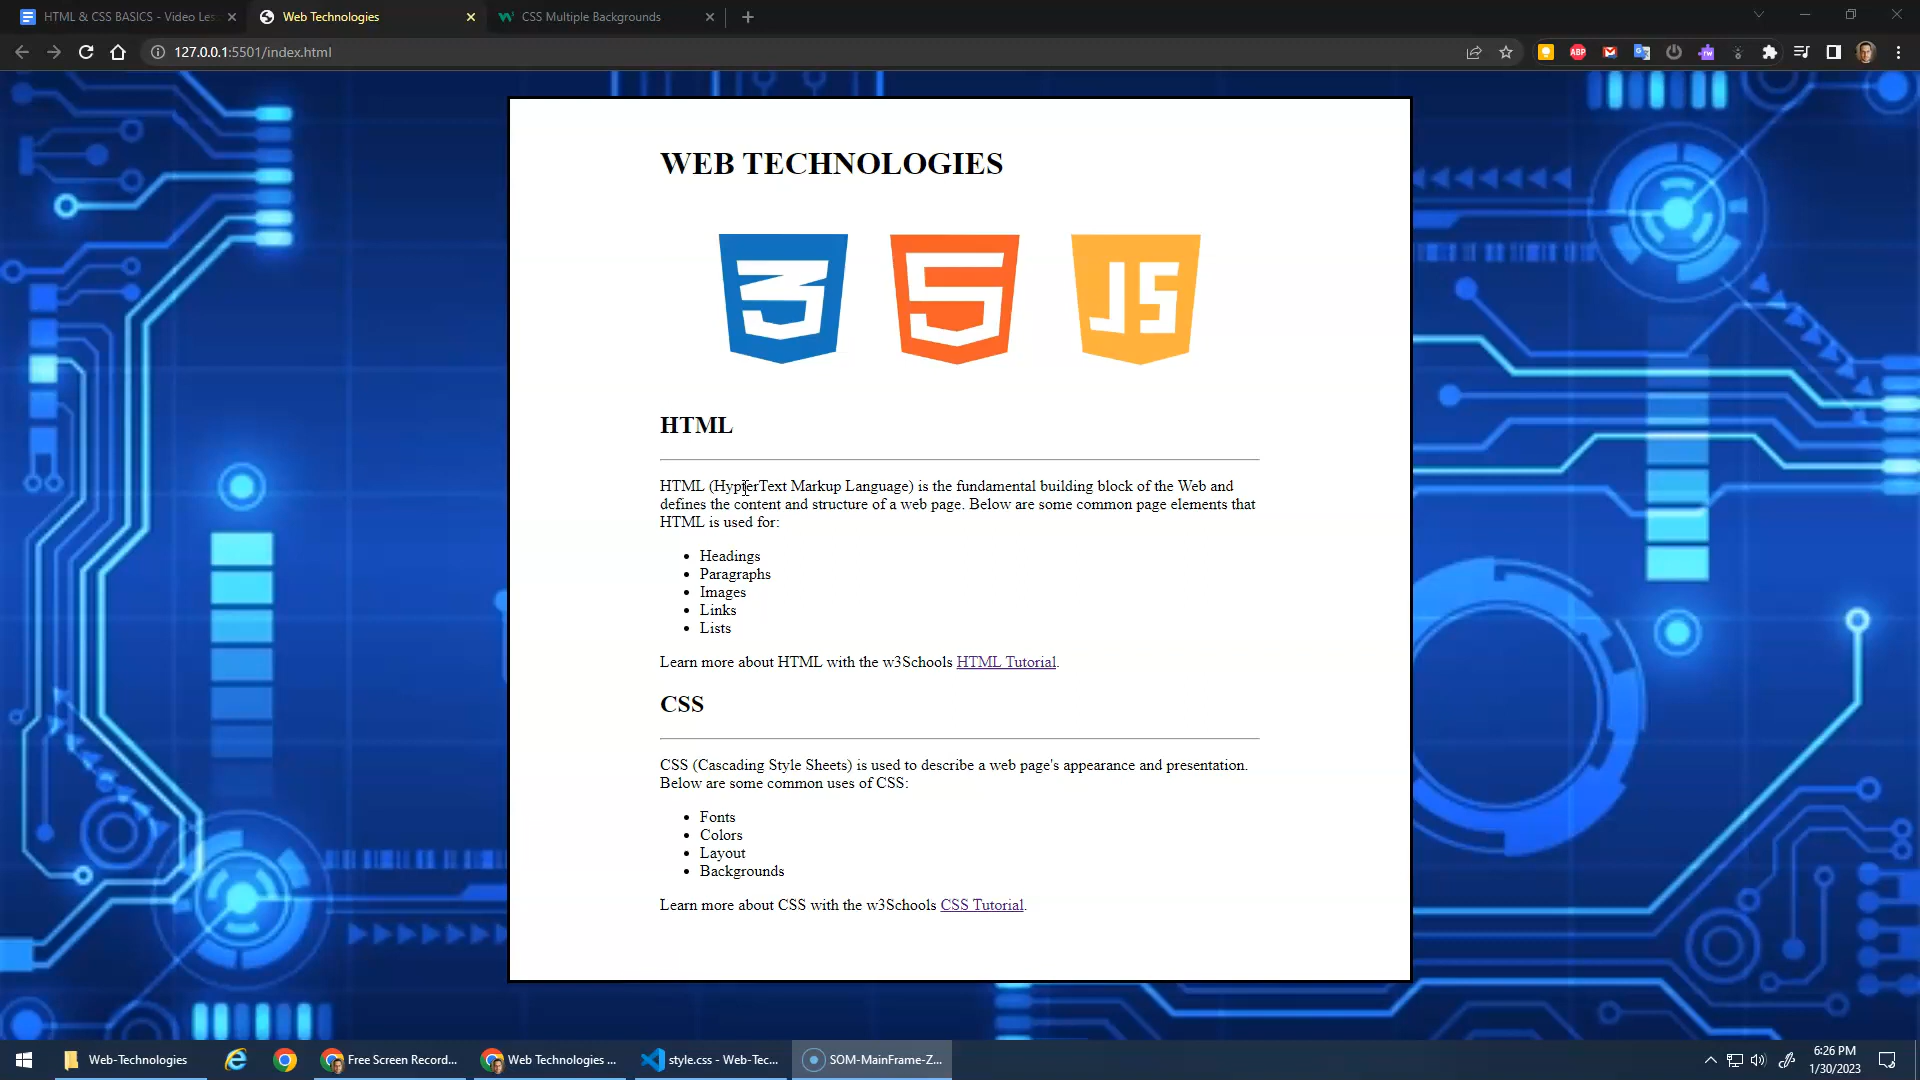 HTML & CSS BASICS - Video Les
Web Technologies
CSS Multiple Backgrounds
127.0.0.1:5501/index.html
WEB TECHNOLOGIES
3
5
JS
HTML
HTML (HypterText Markup Language) is the fundamental building block of the Web and
defines the content and structure of a web page. Below are some common page elements that
HTML is used for:
• Headings
• Paragraphs
• Images
• Links
• Lists
Learn more about HTML with the w3Schools HTML Tutorial.
CSS
CSS (Cascading Style Sheets) is used to describe a web page's appearance and presentation.
Below are some common uses of CSS:
• Fonts
• Colors
• Layout
• Backgrounds
Learn more about CSS with the w3Schools CSS Tutorial.
Web-Technologies
Free Screen Record...
Web Technologies ...
style.css - Web-Tec...
SOM-MainFrame-Z...
6:26 PM
1/30/2023